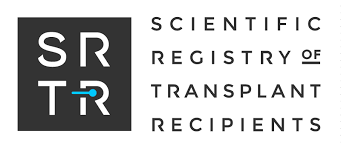 SR
TR
SCIENTIFIC
REGISTRY OF
TRANSPLANT
RECIPIENTS